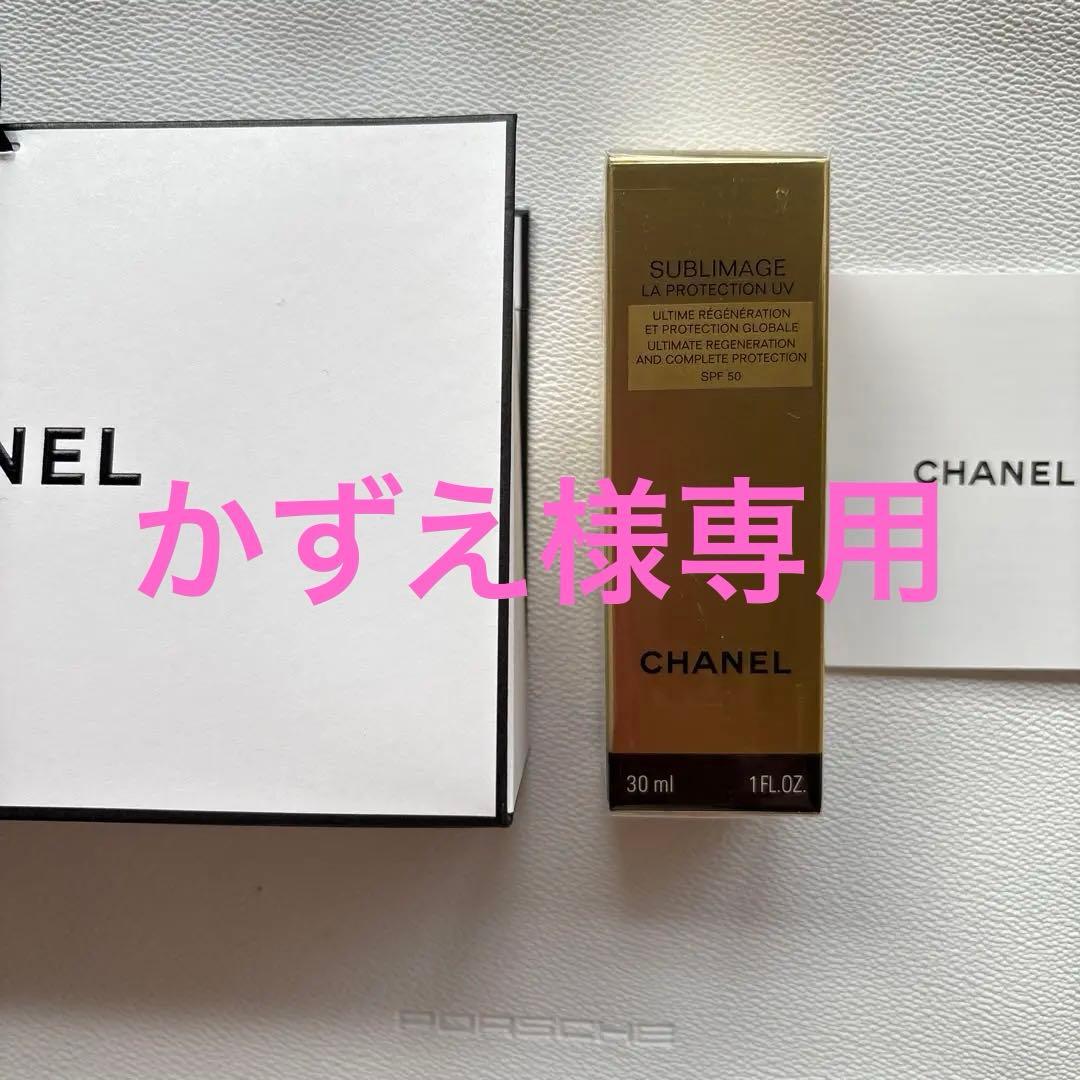 NEL
SUBLIMAGE
LA PROTECTION UV
ULTIME RÉGÉNÉRATION
ET PROTECTION GLOBALE
ULTIMATE REGENERATION
AND COMPLETE PROTECTION
SPF 50
CHANEL
かずえ様専用
CHANEL
30 ml 1FL.OZ.
PORSCHE